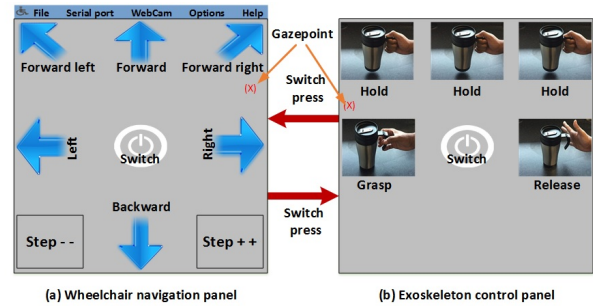 File Serial port WebCam Options Help
Forward left Forward Forward right
(X)
Left
Switch
Right
Backward
Step - -
Step + +
(a) Wheelchair navigation panel
Gazepoint
Switch
press
Switch
press
Hold Hold Hold
(X)
Switch
Grasp Release
(b) Exoskeleton control panel